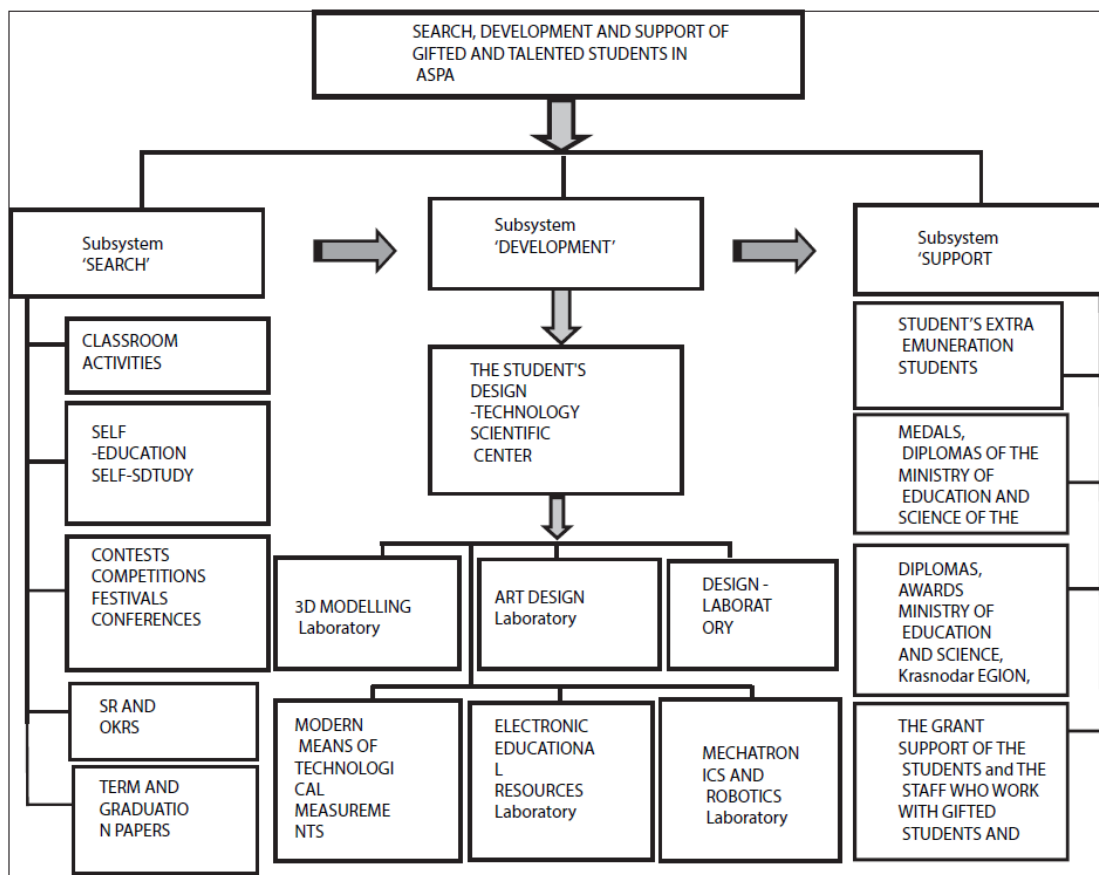 SEARCH, DEVELOPMENT AND SUPPORT OF
GIFTED AND TALENTED STUDENTS IN
ASPA
Subsystem
'SEARCH'
Subsystem
‘DEVELOPMENT’
Subsystem
‘SUPPORT
CLASSROOM
ACTIVITIES
SELF
-EDUCATION
SELF-SDTUDY
CONTESTS
COMPETITIONS
FESTIVALS
CONFERENCES
SR AND
OKRS
TERM AND
GRADUATIO
N PAPERS
THE STUDENT'S
DESIGN
-TECHNOLOGY
SCIENTIFIC
CENTER
3D MODELLING
Laboratory
ART DESIGN
Laboratory
DESIGN -
LABORAT
ORY
MODERN
MEANS OF
TECHNOLOGI
CAL
MEASUREME
NTS
ELECTRONIC
EDUCATIONA
L
RESOURCES
Laboratory
MECHATRON
ICS AND
ROBOTICS
Laboratory
STUDENT’S EXTRA
EMUNERATION
STUDENTS
MEDALS,
DIPLOMAS OF THE
MINISTRY OF
EDUCATION AND
SCIENCE OF THE
DIPLOMAS,
AWARDS
MINISTRY OF
EDUCATION
AND SCIENCE,
Krasnodar EGION,
THE GRANT
SUPPORT OF THE
STUDENTS and THE
STAFF WHO WORK
WITH GIFTED
STUDENTS AND